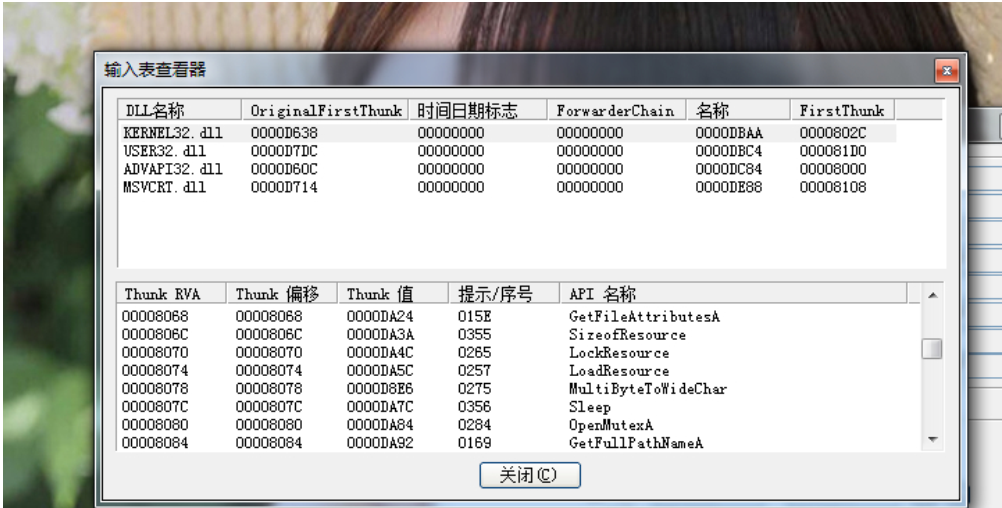 输入表查看器
DLL名称 OriginalFirstThunk 时间日期标志 ForwarderChain 名称 FirstThunk
KERNEL32.dll 0000D638 00000000 00000000 0000DBAA 0000802C
USER32.dll 0000D7DC 00000000 00000000 0000DBC4 000081D0
ADVAPI32.dll 0000D60C 00000000 00000000 0000DC84 00008000
MSVCRT.dll 0000D714 00000000 00000000 0000DE88 00008108
Thunk RVA Thunk 偏移 Thunk 值 提示/序号 API 名称
00008068 00008068 0000DA24 015E GetFileAttributesA
0000806C 0000806C 0000DA3A 0355 SizeofResource
00008070 00008070 0000DA4C 0265 LockResource
00008074 00008074 0000DA5C 0257 LoadResource
00008078 00008078 0000D8E6 0275 MultiByteToWideChar
0000807C 0000807C 0000DA7C 0356 Sleep
00008080 00008080 0000DA84 0284 OpenMutexA
00008084 00008084 0000DA92 0169 GetFullPathNameA
关闭(C)